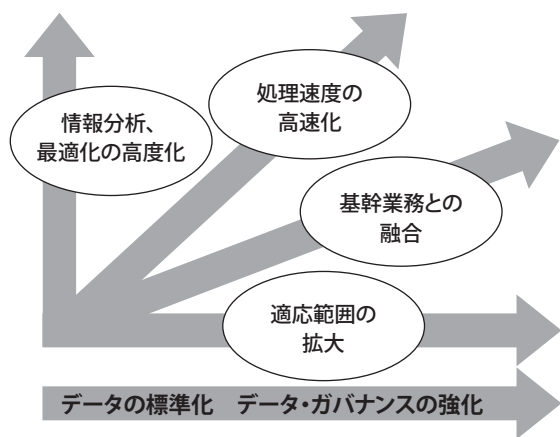 情報分析、
最適化の高度化
処理速度の
高速化
基幹業務との
融合
適応範囲の
拡大
データの標準化 データ・ガバナンスの強化